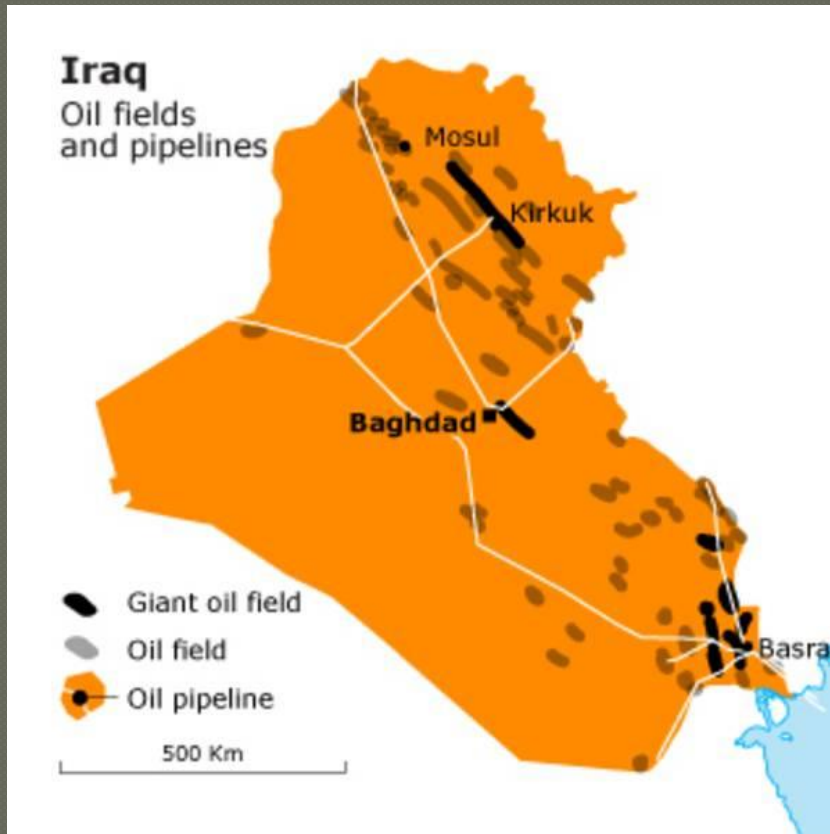 Iraq
Oil fields
and pipelines
Mosul
Kirkuk
Baghdad
Giant oil field
Oil field
Basra
Oil pipeline
500 Km